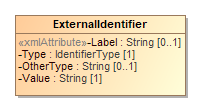 ExternalIdentifier
«xmlAttribute»-Label : String [0..1]
-Type : IdentifierType [1]
-OtherType : String [0..1]
-Value : String [1]